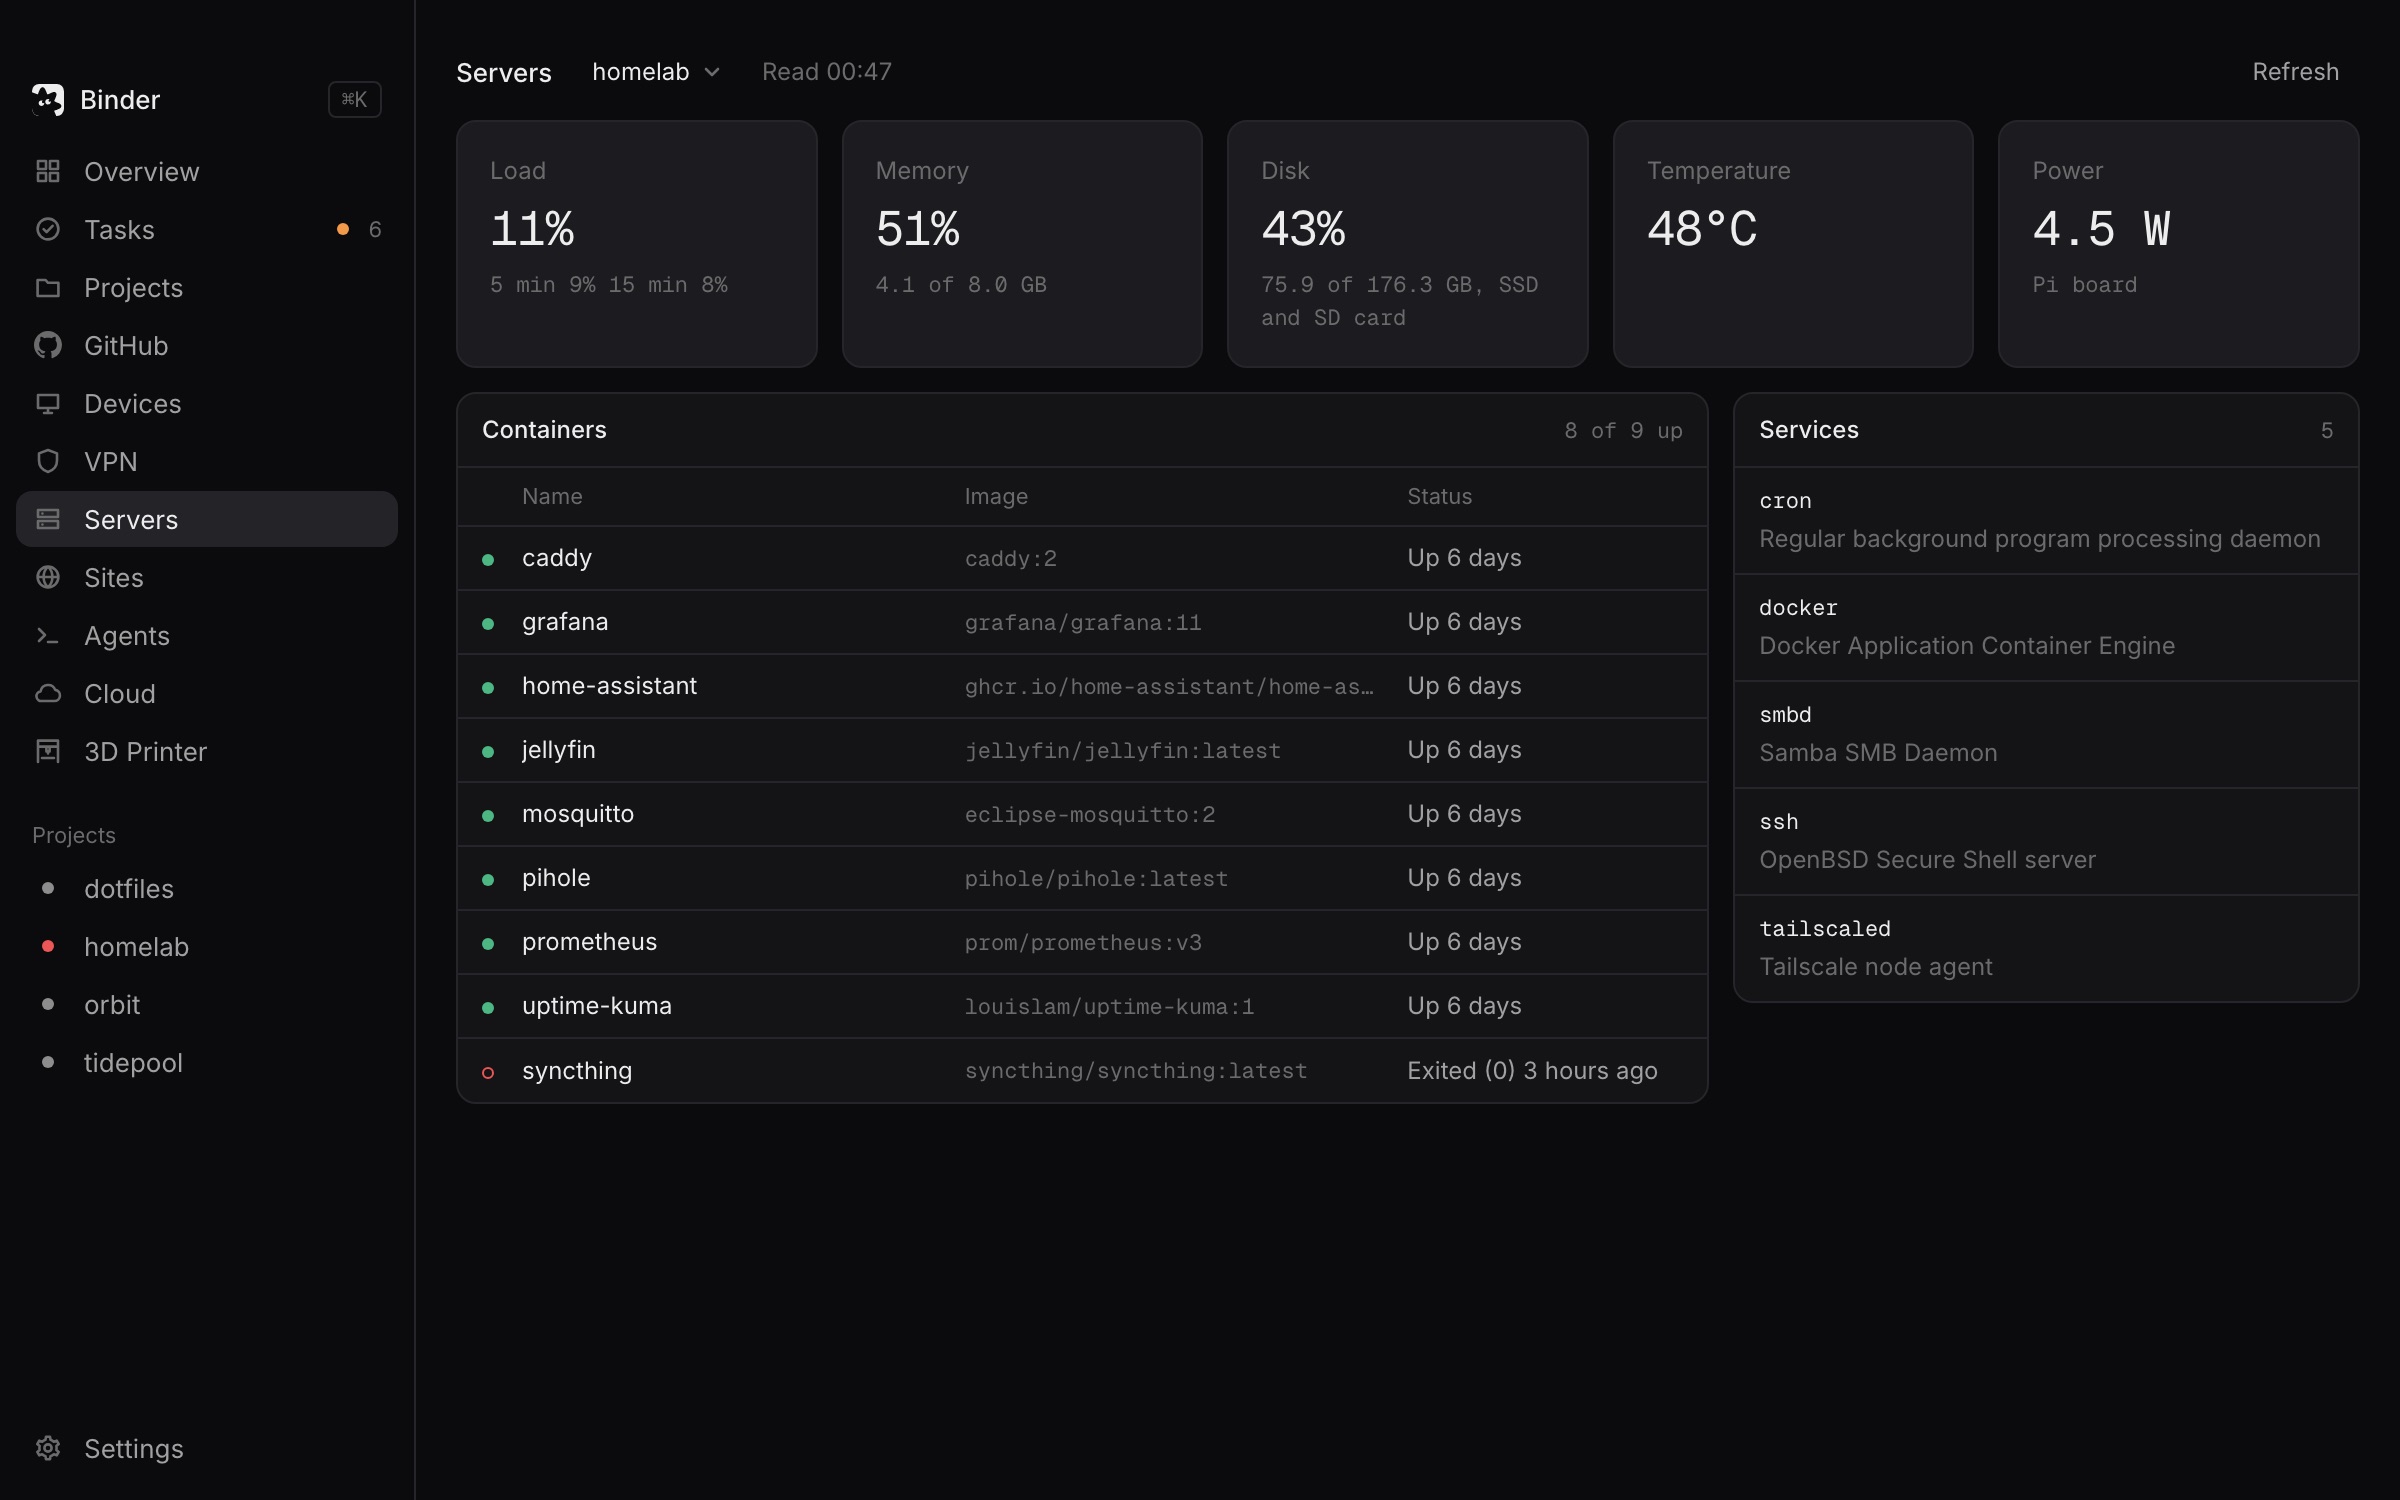 Binder ⌘K
Overview
Tasks 6
Projects
GitHub
Devices
VPN
Servers
Sites
Agents
Cloud
3D Printer
Projects
dotfiles
homelab
orbit
tidepool
Settings
Servers homelab Read 00:47 Refresh
Load
11%
5 min 9% 15 min 8%
Memory
51%
4.1 of 8.0 GB
Disk
43%
75.9 of 176.3 GB, SSD
and SD card
Temperature
48°C
Power
4.5 W
Pi board
Containers 8 of 9 up
Name Image Status
caddy caddy:2 Up 6 days
grafana grafana/grafana:11 Up 6 days
home-assistant ghcr.io/home-assistant/home-as… Up 6 days
jellyfin jellyfin/jellyfin:latest Up 6 days
mosquitto eclipse-mosquitto:2 Up 6 days
pihole pihole/pihole:latest Up 6 days
prometheus prom/prometheus:v3 Up 6 days
uptime-kuma louislam/uptime-kuma:1 Up 6 days
syncthing syncthing/syncthing:latest Exited (0) 3 hours ago
Services 5
cron
Regular background program processing daemon
docker
Docker Application Container Engine
smbd
Samba SMB Daemon
ssh
OpenBSD Secure Shell server
tailscaled
Tailscale node agent